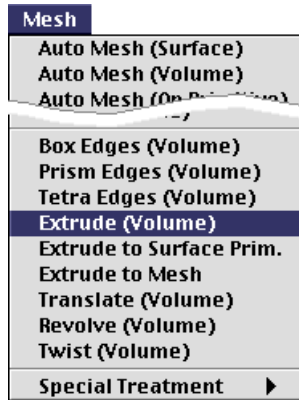 Mesh
Auto Mesh (Surface)
Auto Mesh (Volume)
Auto Mesh (On
Box Edges (Volume)
Prism Edges (Volume)
Tetra Edges (Volume)
Extrude (Volume)
Extrude to Surface Prim.
Extrude to Mesh
Translate (Volume)
Revolve (Volume)
Twist (Volume)
Special Treatment